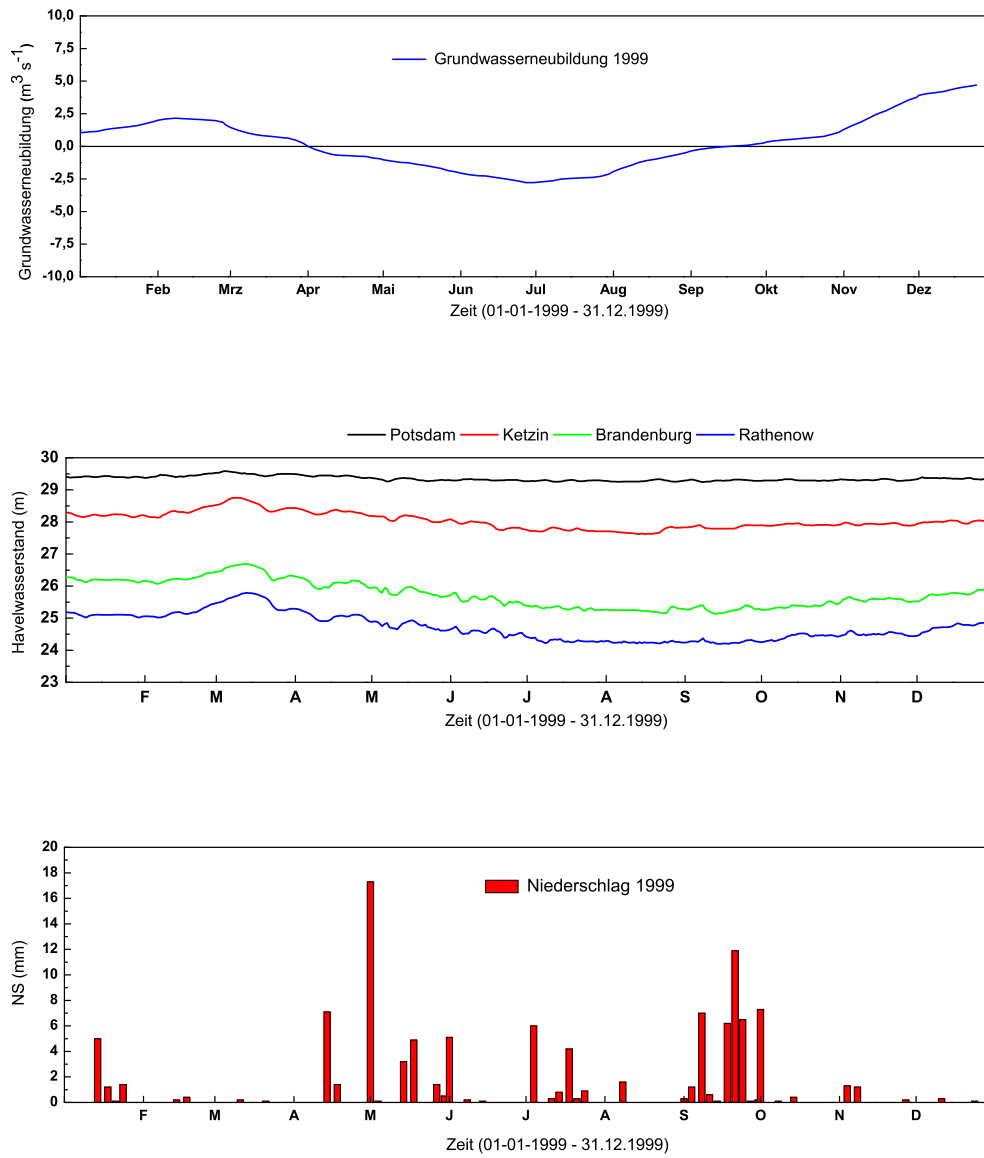 10,0
7,5
5,0
2,5
0,0
-2,5
-5,0
-7,5
-10,0
Grundwasserneubildung (m³ s⁻¹)
Grundwasserneubildung 1999
Feb Mrz Apr Mai Jun Jul Aug Sep Okt Nov Dez
Zeit (01-01-1999 - 31.12.1999)
Potsdam Ketzin Brandenburg Rathenow
30
29
28
27
26
25
24
23
Havelwasserstand (m)
F M A M J J A S O N D
Zeit (01-01-1999 - 31.12.1999)
20
18
16
14
12
10
8
6
4
2
0
NS (mm)
Niederschlag 1999
F M A M J J A S O N D
Zeit (01-01-1999 - 31.12.1999)